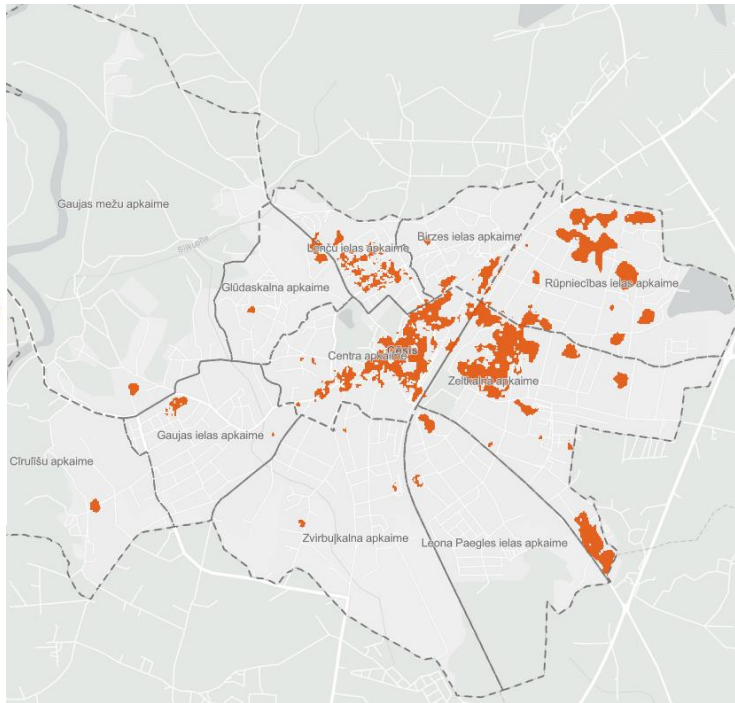 Gaujas mežu apkaime
Lenču ielas apkaime
Birzes ielas apkaime
Glūdaskalna apkaime
Rūpniecības ielas apkaime
Cēsis
Centra apkaime
Zeltkalna apkaime
Gaujas ielas apkaime
Cīrulīšu apkaime
Zvirbuļkalna apkaime
Leona Paegles ielas apkaime